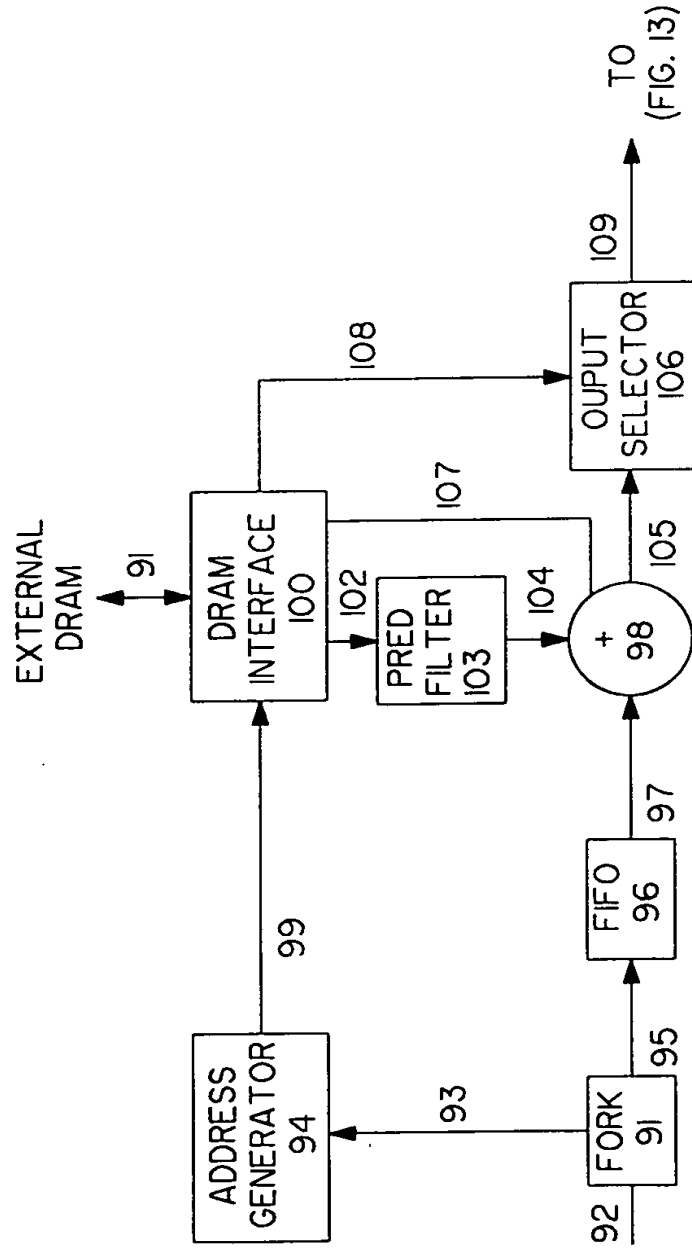 EXTERNAL
DRAM
91
ADDRESS
GENERATOR
94
99
DRAM
INTERFACE
100
108
102
107
PRED
FILTER
103
104
93
92
FORK
91
95
FIFO
96
97
+
98
105
OUPUT
SELECTOR
106
109
TO
(FIG. 13)